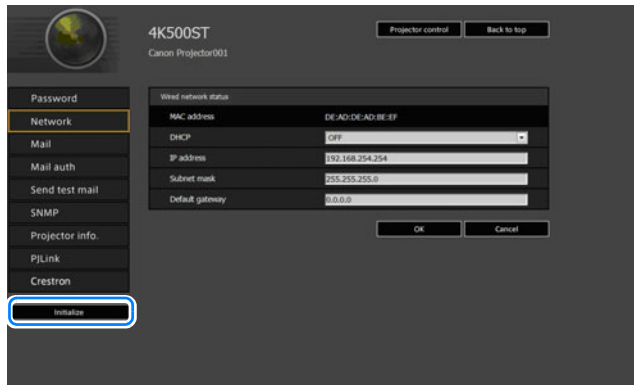 4K500ST
Projector control
Back to top
Canon Projector001
Password
Network
Mail
Mail auth
Send test mail
SNMP
Projector info.
PJLink
Crestron
Initialize
Wired network status
MAC address DE:AD:DE:AD:BE:EF
DHCP OFF
IP address 192.168.254.254
Subnet mask 255.255.255.0
Default gateway 0.0.0.0
OK
Cancel